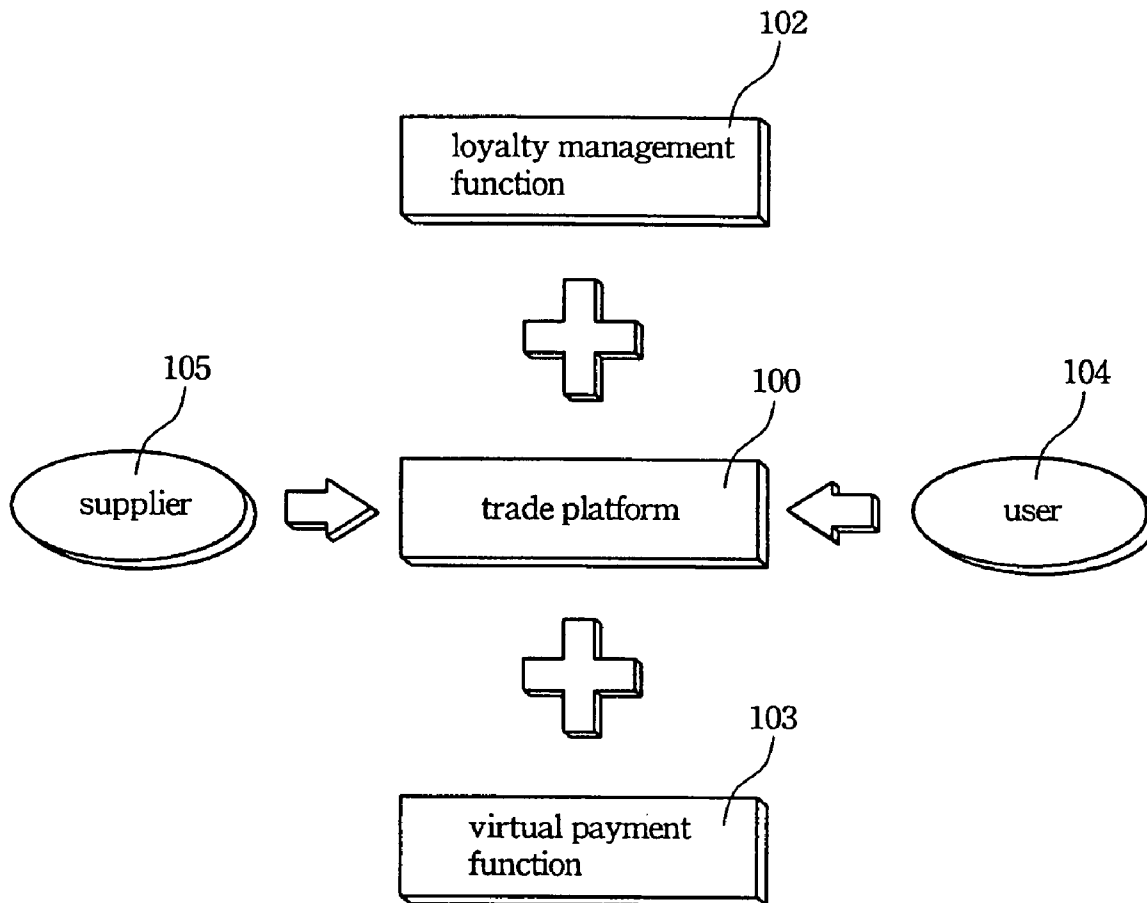 102
loyalty management
function
105
100
104
supplier
trade platform
user
103
virtual payment
function